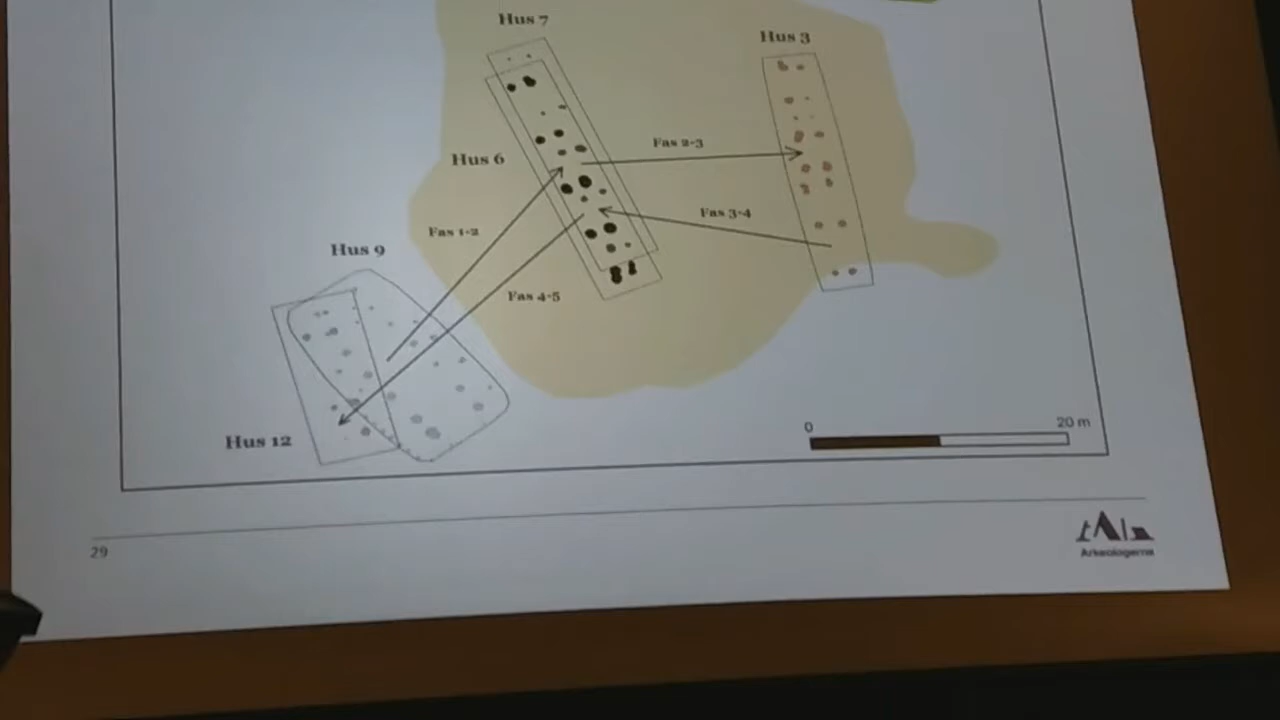 Hus 7
Hus 3
Fas 2-3
Hus 6
Fas 3-4
Fas 1-2
Hus 9
Fas 4-5
0
20 m
Hus 12
29
Arkeologerna